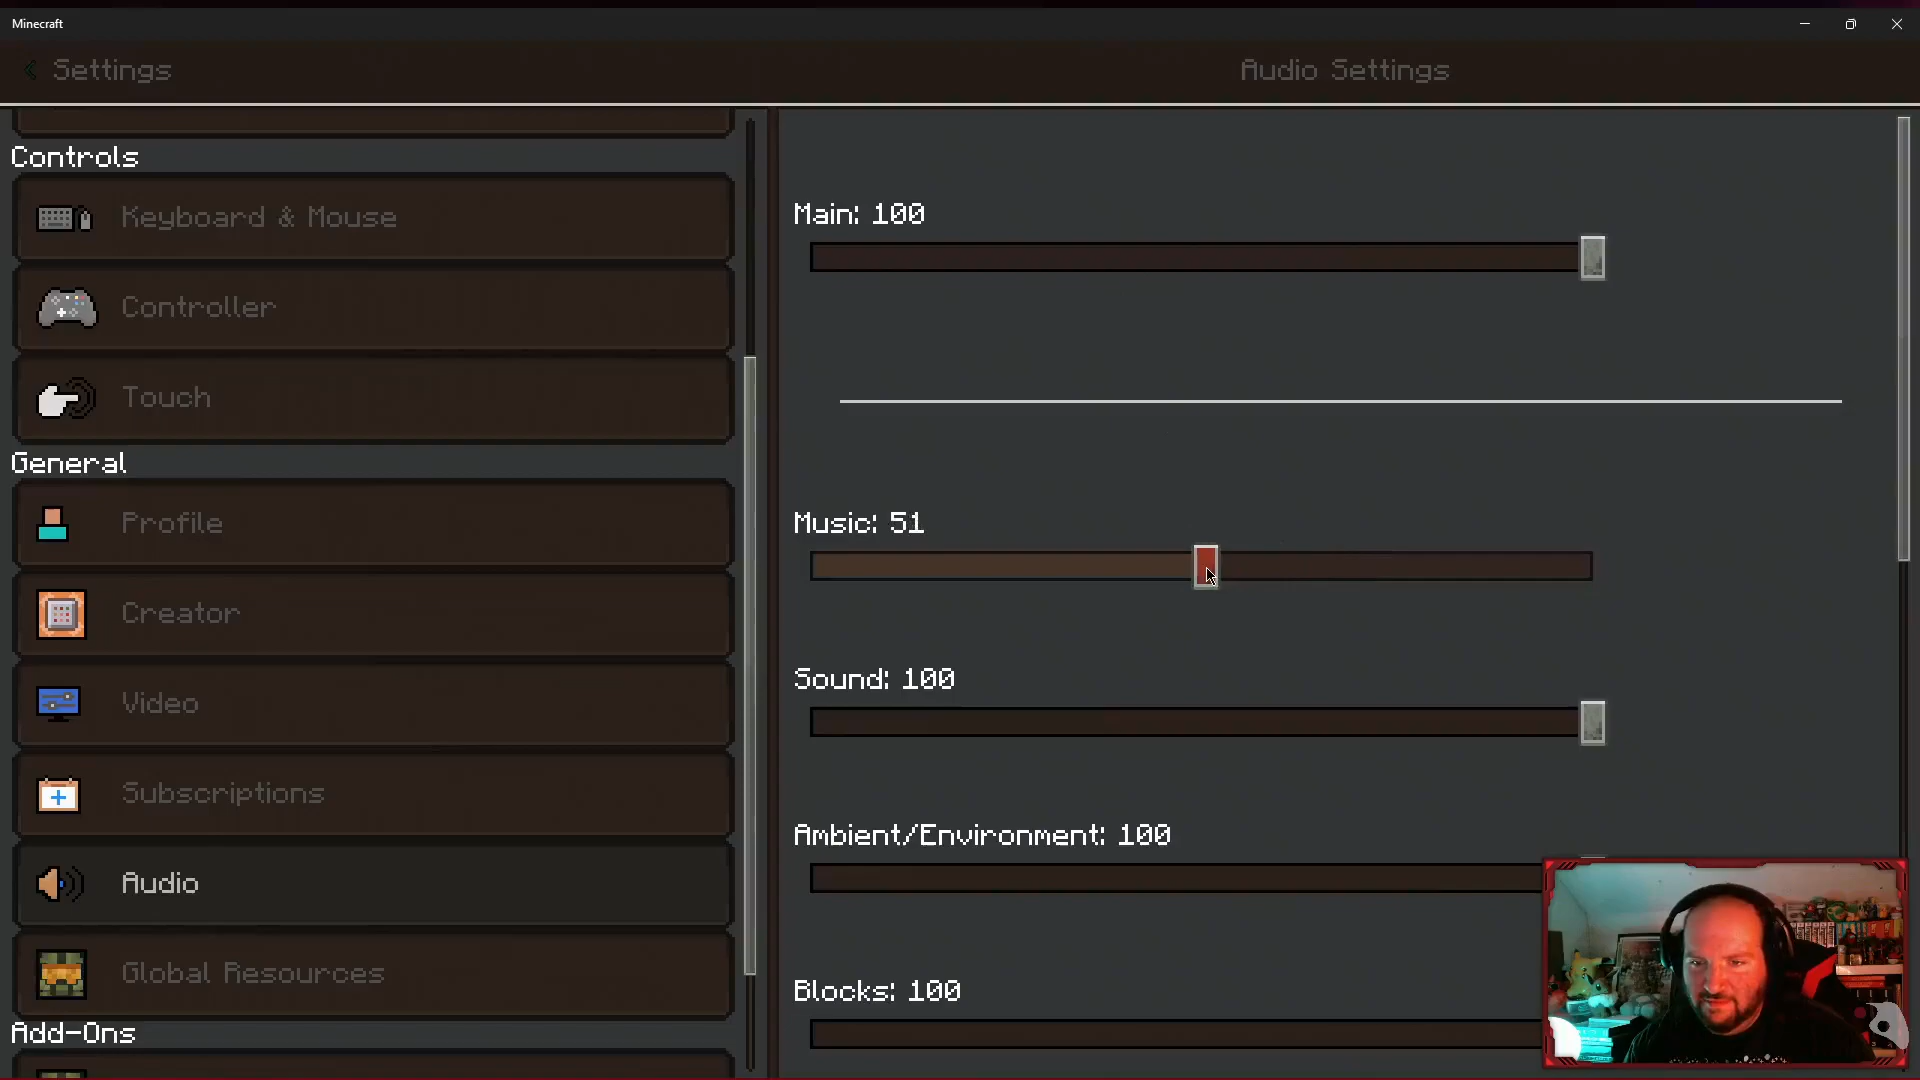 Minecraft
Settings
Audio Settings
Controls
Keyboard & Mouse
Controller
Touch
General
Profile
Creator
Video
Subscriptions
Audio
Global Resources
Add-Ons
Main: 100
Music: 51
Sound: 100
Ambient/Environment: 100
Blocks: 100